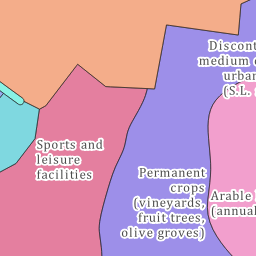 Discont
medium
urban
(S.L.
Sports and
leisure
facilities
Permanent
crops
(vineyards,
fruit trees,
olive groves)
Arable
(annual